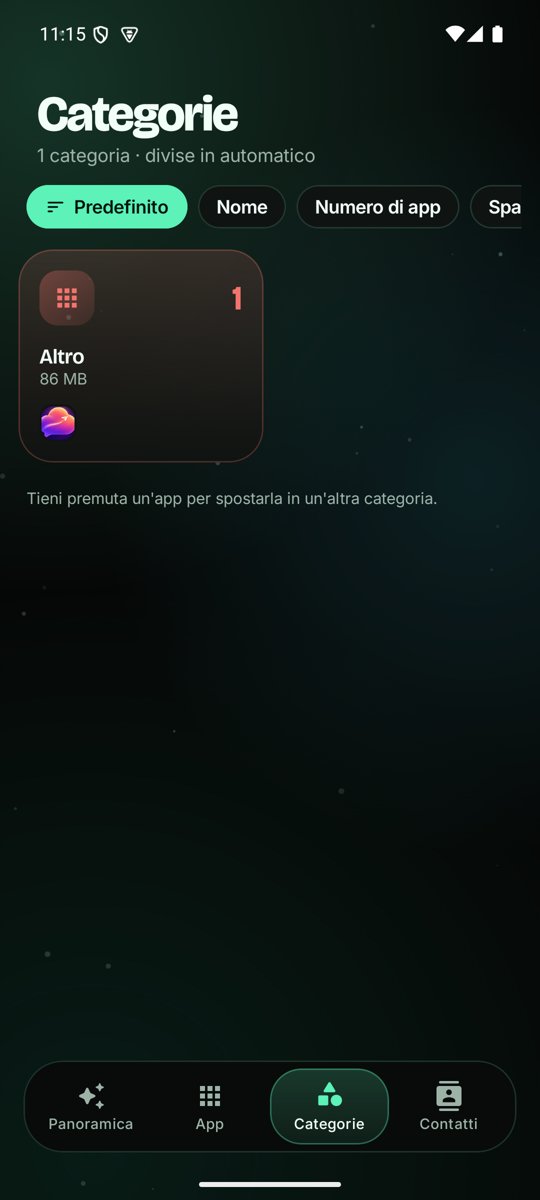 11:15
Categorie
1 categoria · divise in automatico
Predefinito
Nome
Numero di app
Spa
1
Altro
86 MB
Tieni premuta un'app per spostarla in un'altra categoria.
Panoramica
App
Categorie
Contatti